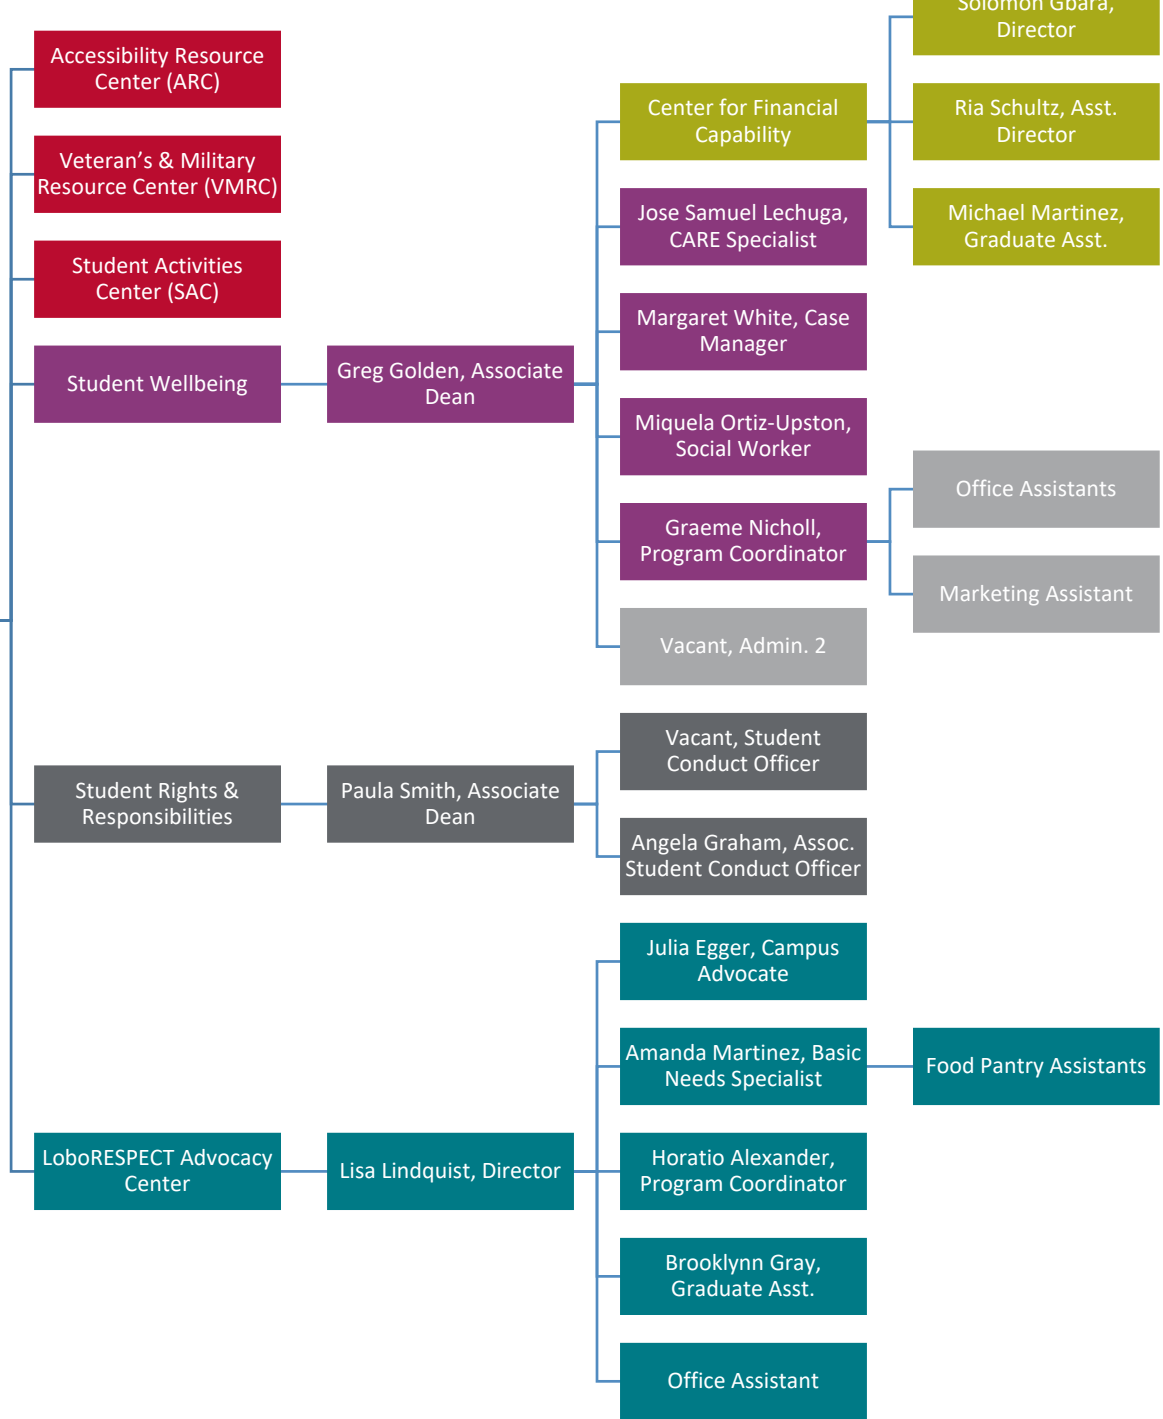 Solomon Gbara,
Director
Accessibility Resource
Center (ARC)
Center for Financial
Capability
Ria Schultz, Asst.
Director
Veteran’s & Military
Resource Center (VMRC)
Jose Samuel Lechuga,
CARE Specialist
Michael Martinez,
Graduate Asst.
Student Activities
Center (SAC)
Margaret White, Case
Manager
Student Wellbeing
Greg Golden, Associate
Dean
Miquela Ortiz-Upston,
Social Worker
Graeme Nicholl,
Program Coordinator
Office Assistants
Marketing Assistant
Vacant, Admin. 2
Student Rights &
Responsibilities
Paula Smith, Associate
Dean
Vacant, Student
Conduct Officer
Angela Graham, Assoc.
Student Conduct Officer
LoboRESPECT Advocacy
Center
Lisa Lindquist, Director
Julia Egger, Campus
Advocate
Amanda Martinez, Basic
Needs Specialist
Food Pantry Assistants
Horatio Alexander,
Program Coordinator
Brooklynn Gray,
Graduate Asst.
Office Assistant